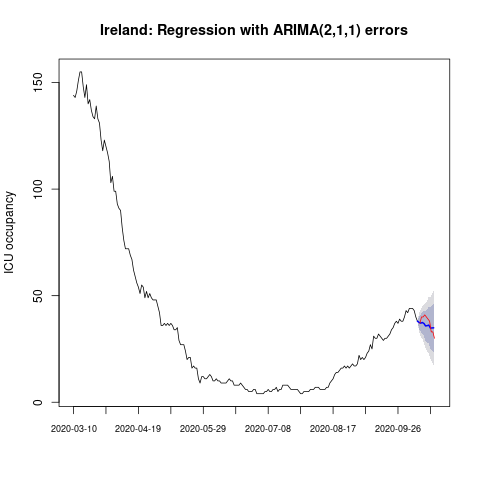 Ireland: Regression with ARIMA(2,1,1) errors
ICU occupancy
150
100
50
0
2020-03-10 2020-04-19 2020-05-29 2020-07-08 2020-08-17 2020-09-26